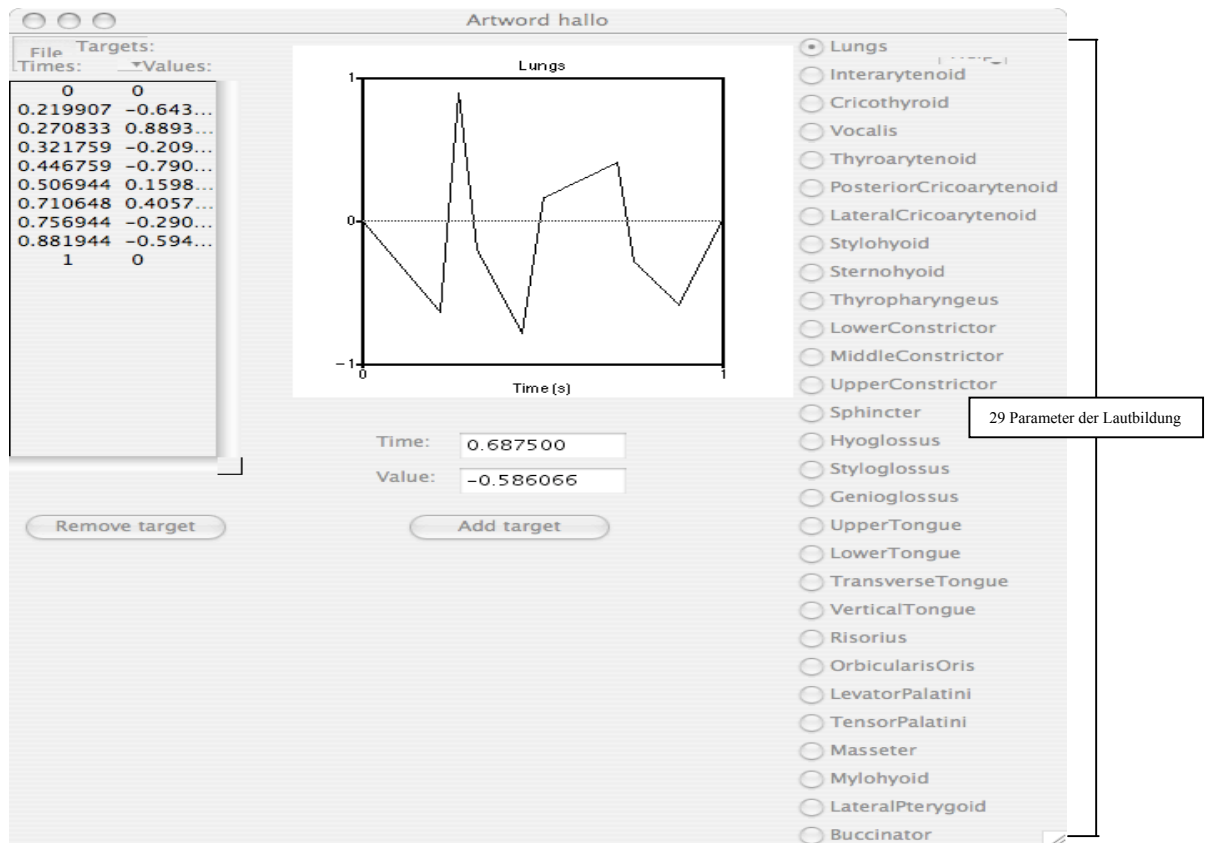 Artword hallo
File Targets:
Times: Values:
0 0
0.219907 -0.643...
0.270833 0.8893...
0.321759 -0.209...
0.446759 -0.790...
0.506944 0.1598...
0.710648 0.4057...
0.756944 -0.290...
0.881944 -0.594...
1 0
Remove target
Lungs
1
0
-1
0 1
Time (s)
Time: 0.687500
Value: -0.586066
Add target
Lungs
Interarytenoid
Cricothyroid
Vocalis
Thyroarytenoid
PosteriorCricoarytenoid
LateralCricoarytenoid
Stylohyoid
Sternohyoid
Thyropharyngeus
LowerConstrictor
MiddleConstrictor
UpperConstrictor
Sphincter
Hyoglossus
Styloglossus
Genioglossus
UpperTongue
LowerTongue
TransverseTongue
VerticalTongue
Risorius
OrbicularisOris
LevatorPalatini
TensorPalatini
Masseter
Mylohyoid
LateralPterygoid
Buccinator
29 Parameter der Lautbildung